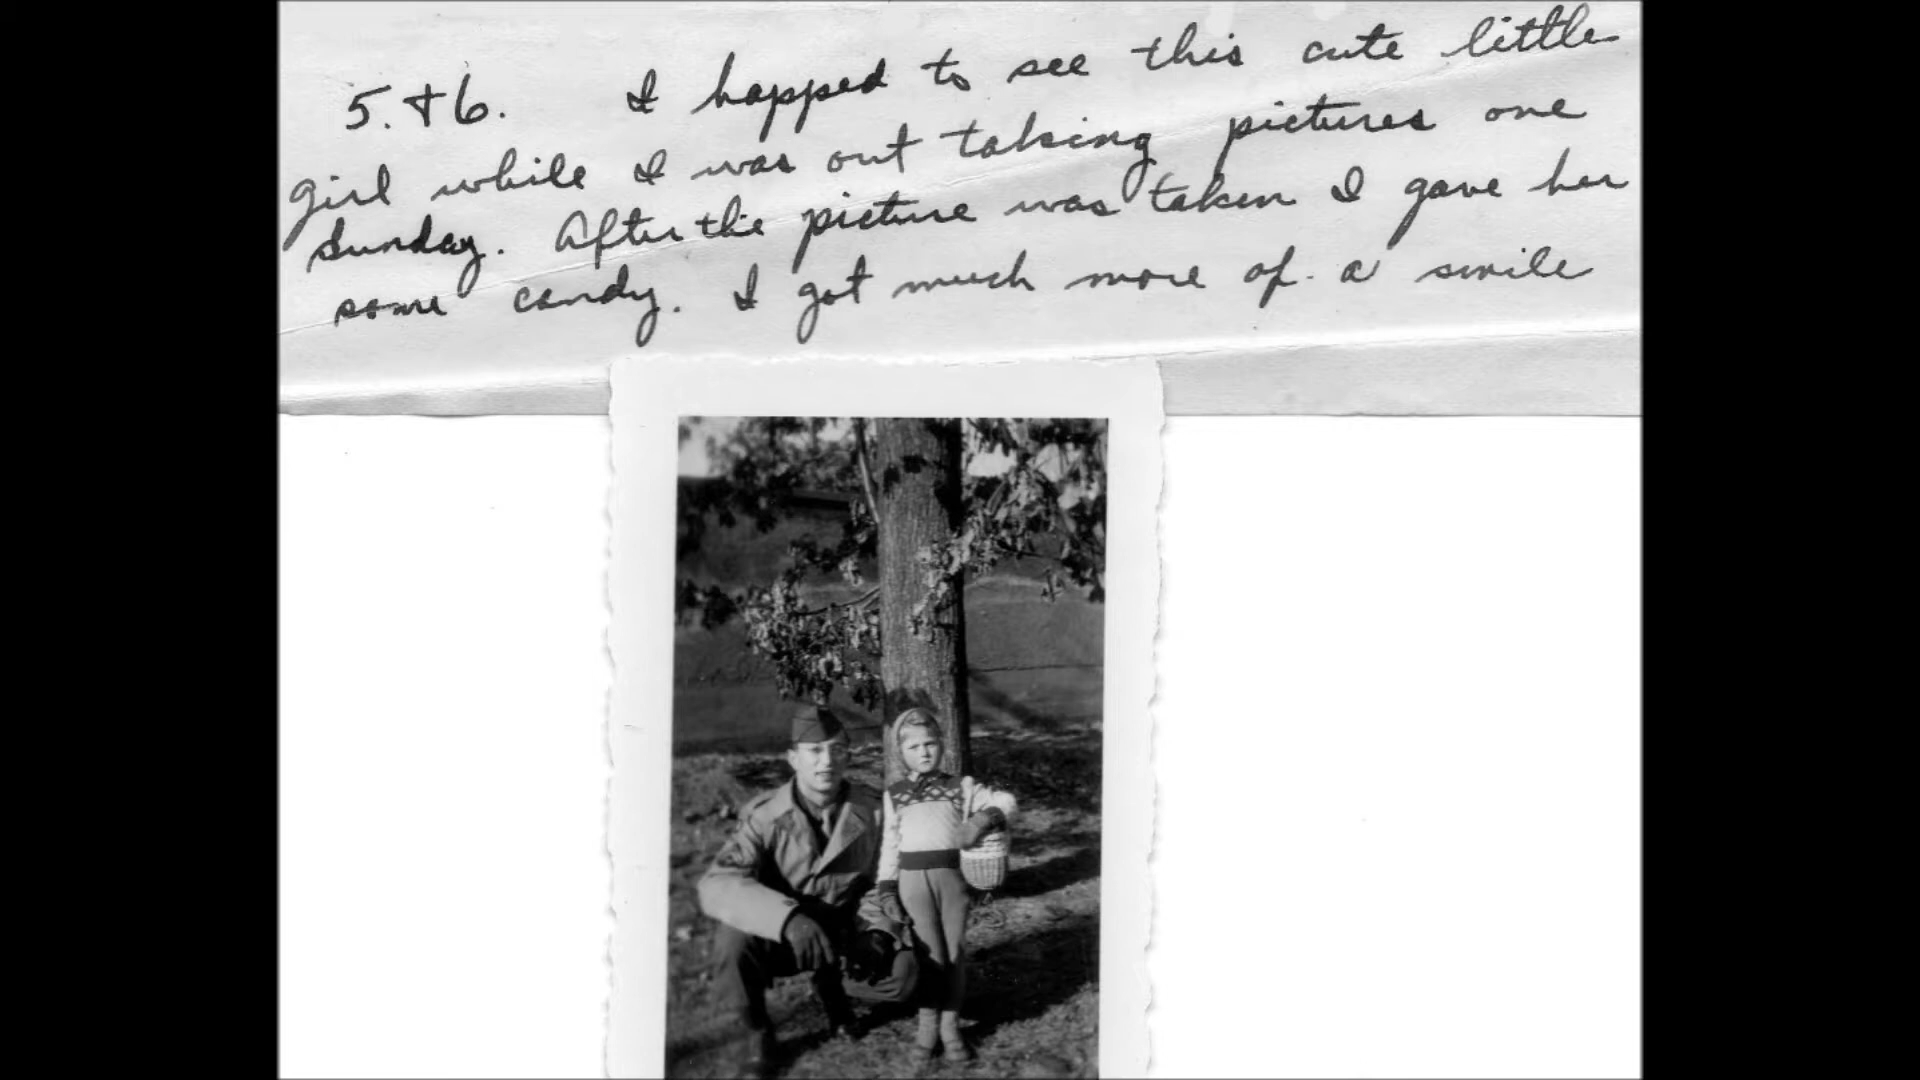 5. + 6. I happed to see this cute little
girl while I was out taking pictures one
Sunday. After the picture was taken I gave her
some candy. I got much more of a smile